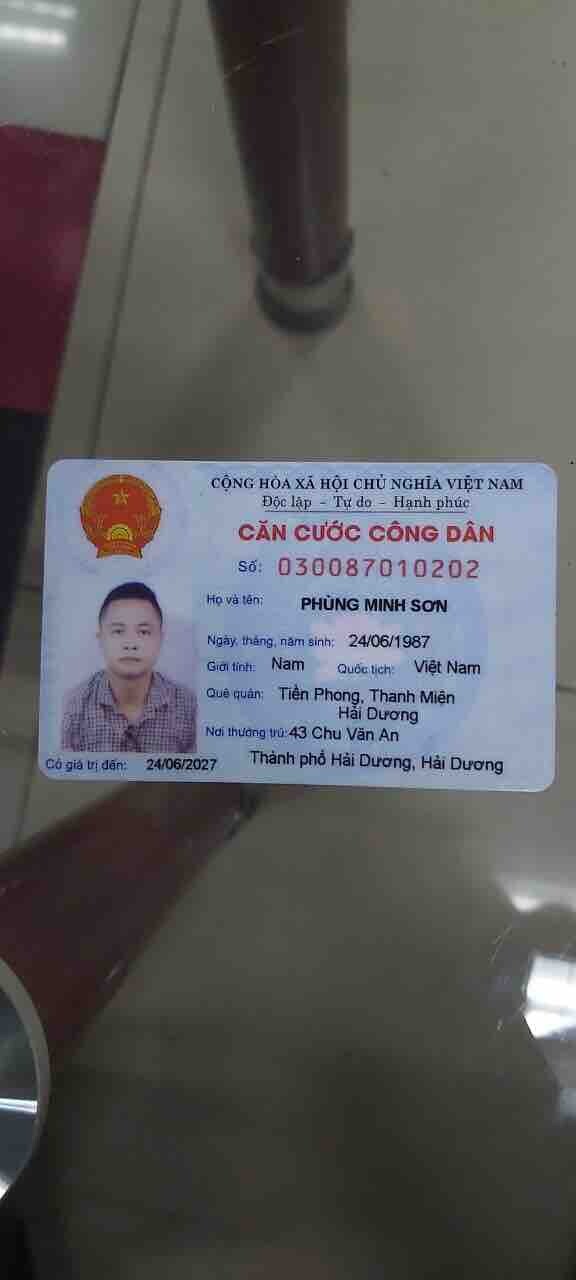 CỘNG HÒA XÃ HỘI CHỦ NGHĨA VIỆT NAM
Độc lập - Tự do - Hạnh phúc
CĂN CƯỚC CÔNG DÂN
Số: 030087010202
Họ và tên: PHÙNG MINH SƠN
Ngày, tháng, năm sinh: 24/06/1987
Giới tính: Nam Quốc tịch: Việt Nam
Quê quán: Tiền Phong, Thanh Miện
Hải Dương
Nơi thường trú: 43 Chu Văn An
Thành phố Hải Dương, Hải Dương
Có giá trị đến: 24/06/2027